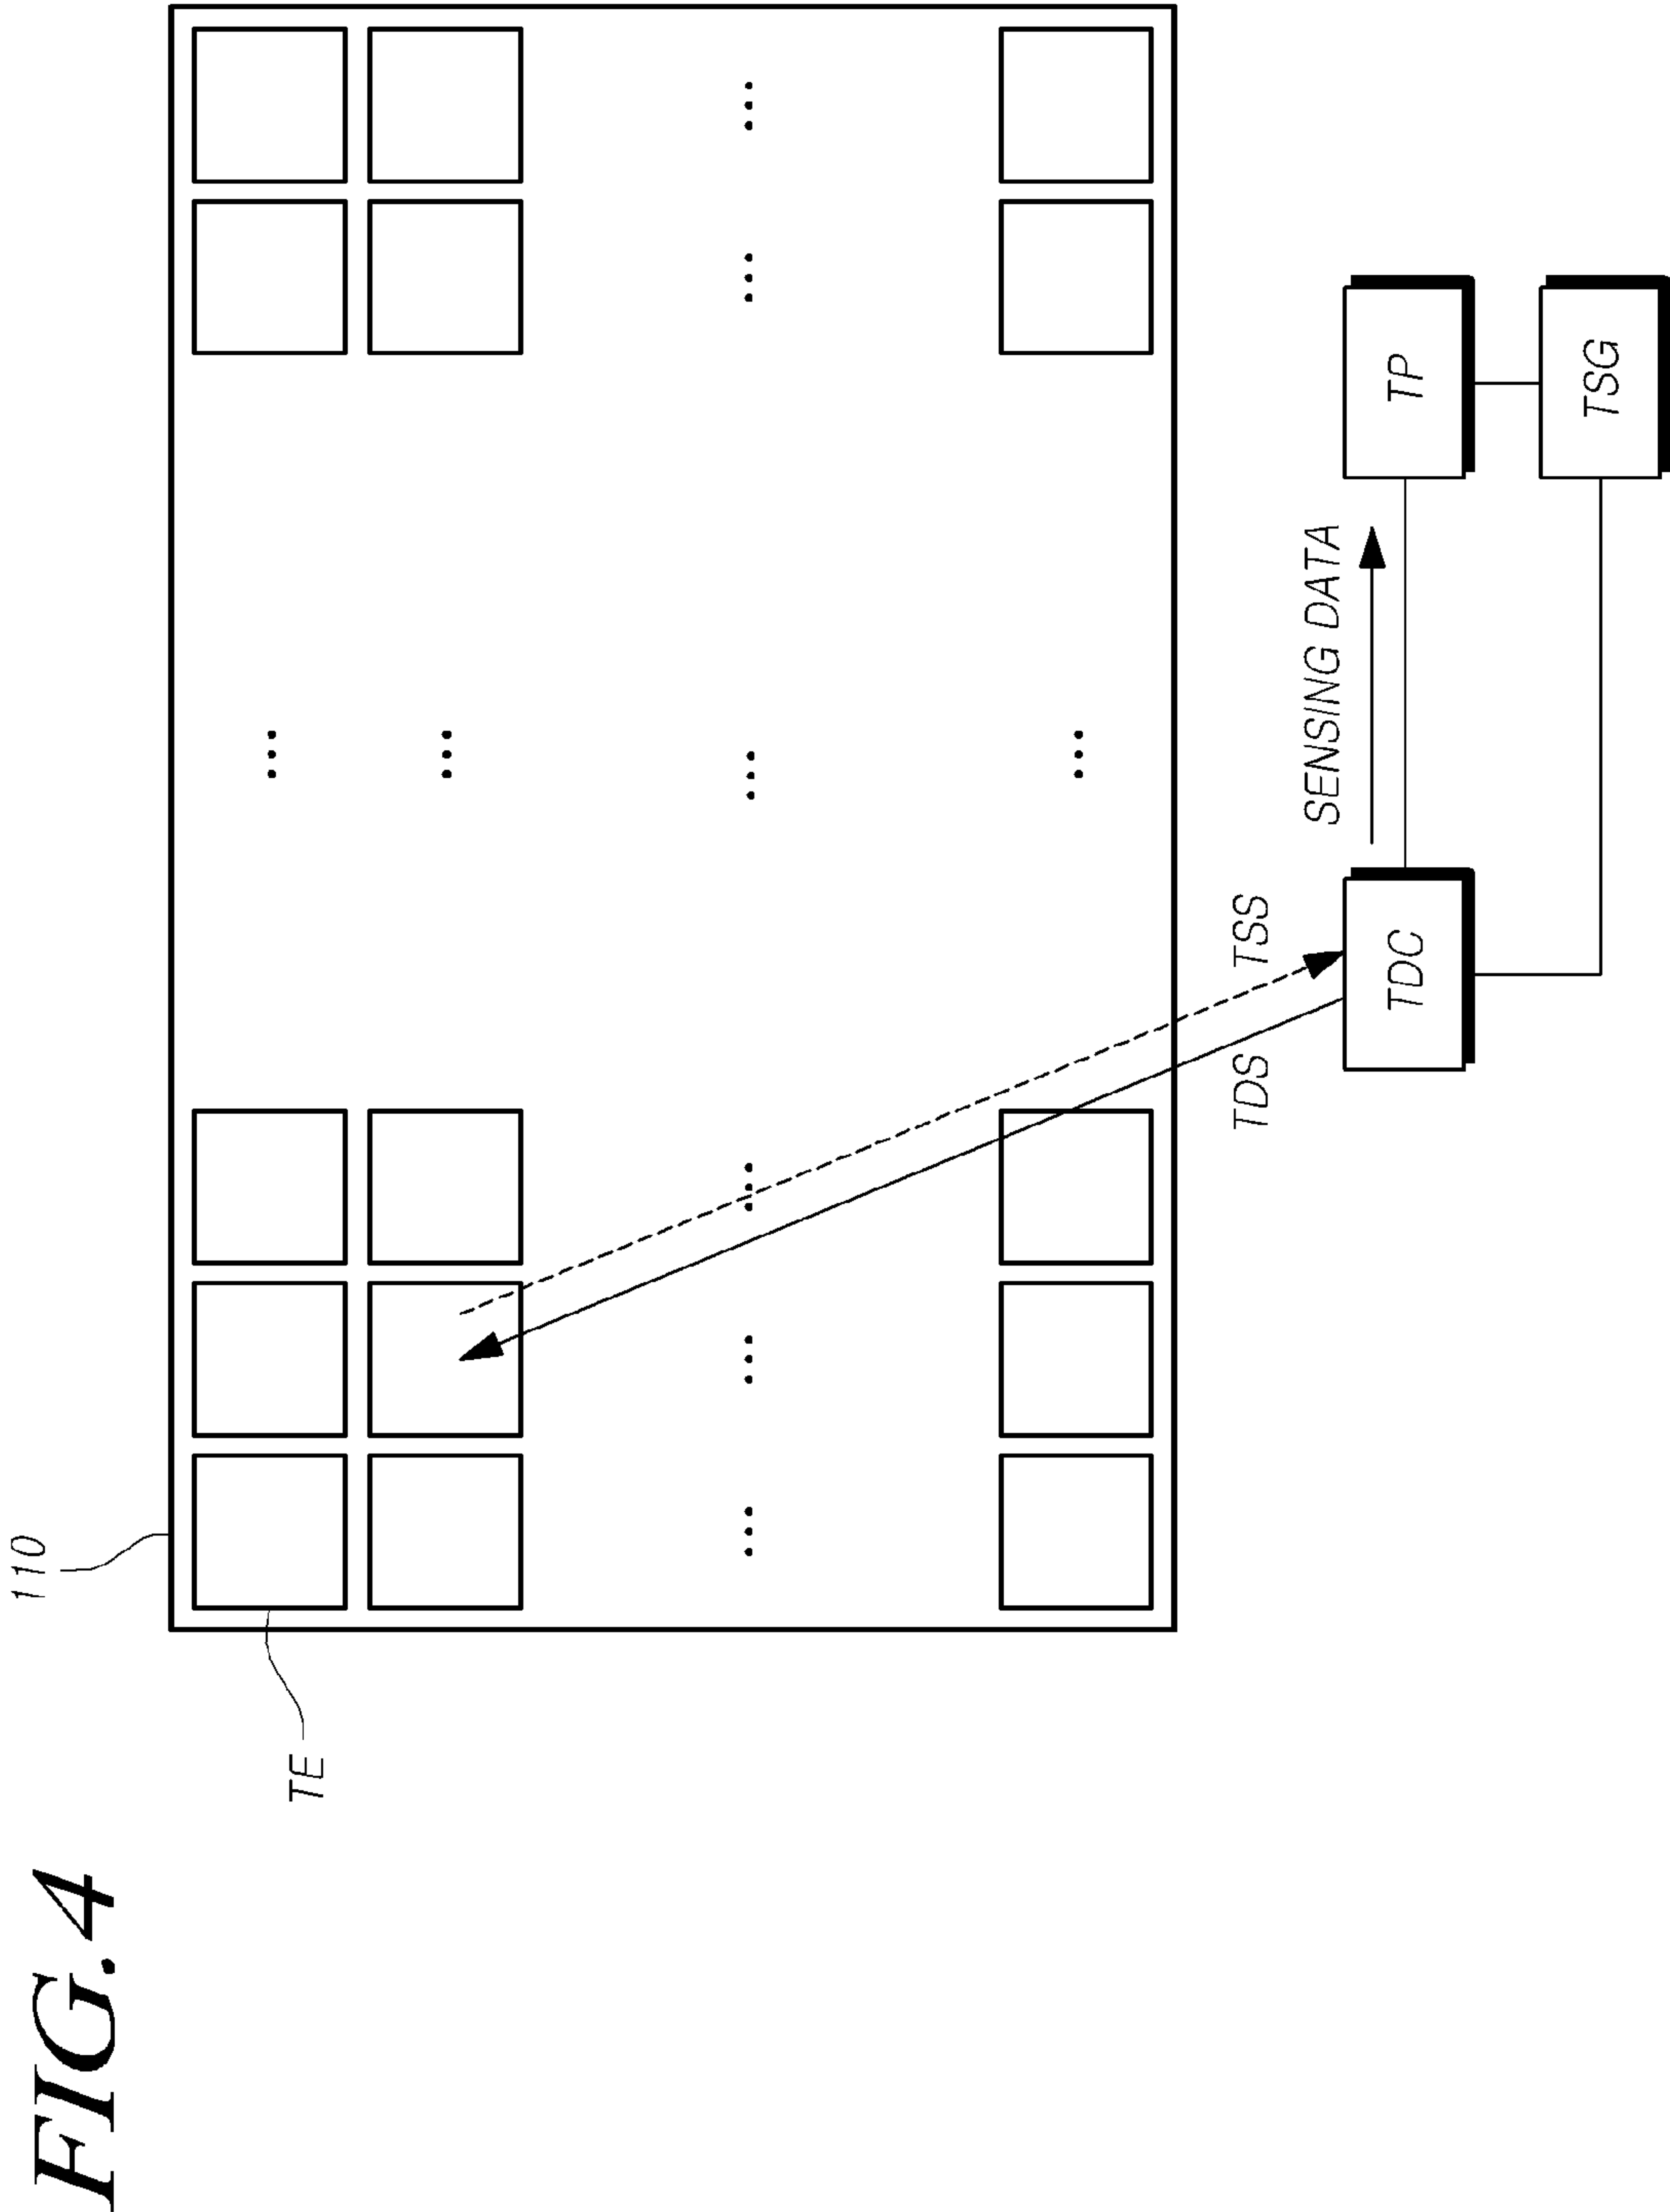 FIG.4
110
TE
TDS
TSS
SENSING DATA
TDC
TP
TSG